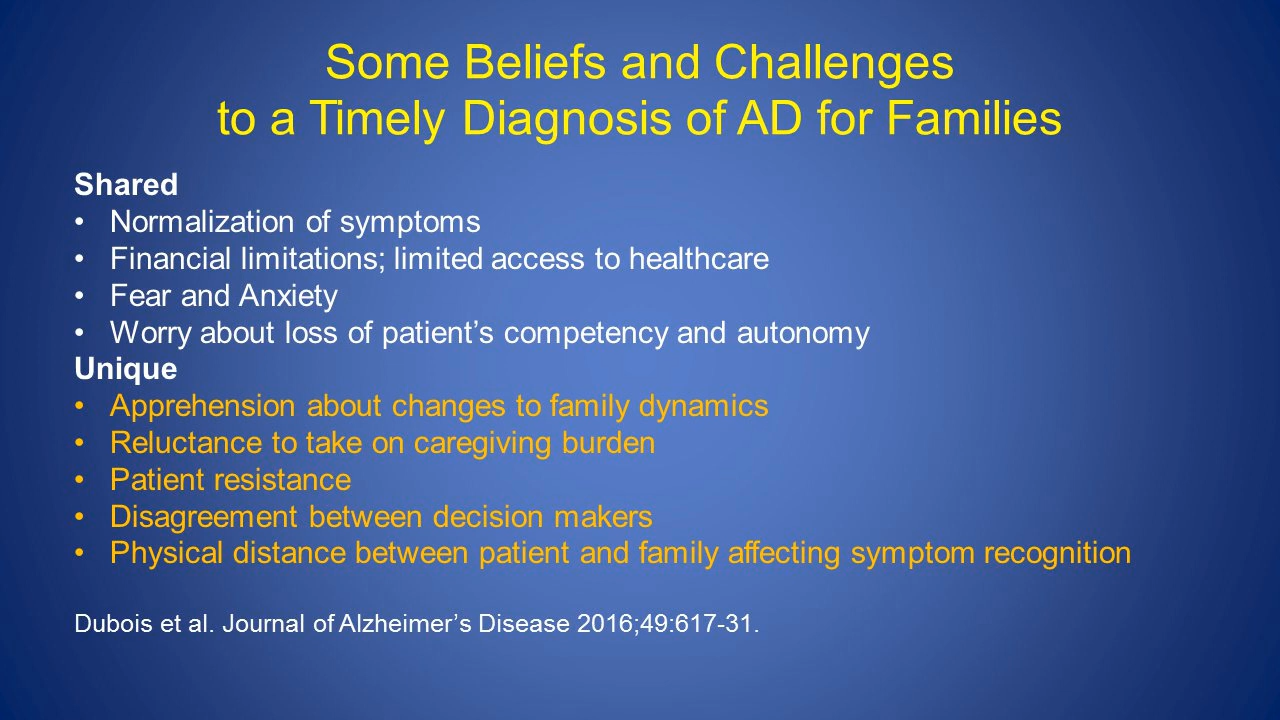 Some Beliefs and Challenges
to a Timely Diagnosis of AD for Families
Shared
• Normalization of symptoms
• Financial limitations; limited access to healthcare
• Fear and Anxiety
• Worry about loss of patient’s competency and autonomy
Unique
• Apprehension about changes to family dynamics
• Reluctance to take on caregiving burden
• Patient resistance
• Disagreement between decision makers
• Physical distance between patient and family affecting symptom recognition
Dubois et al. Journal of Alzheimer’s Disease 2016;49:617-31.